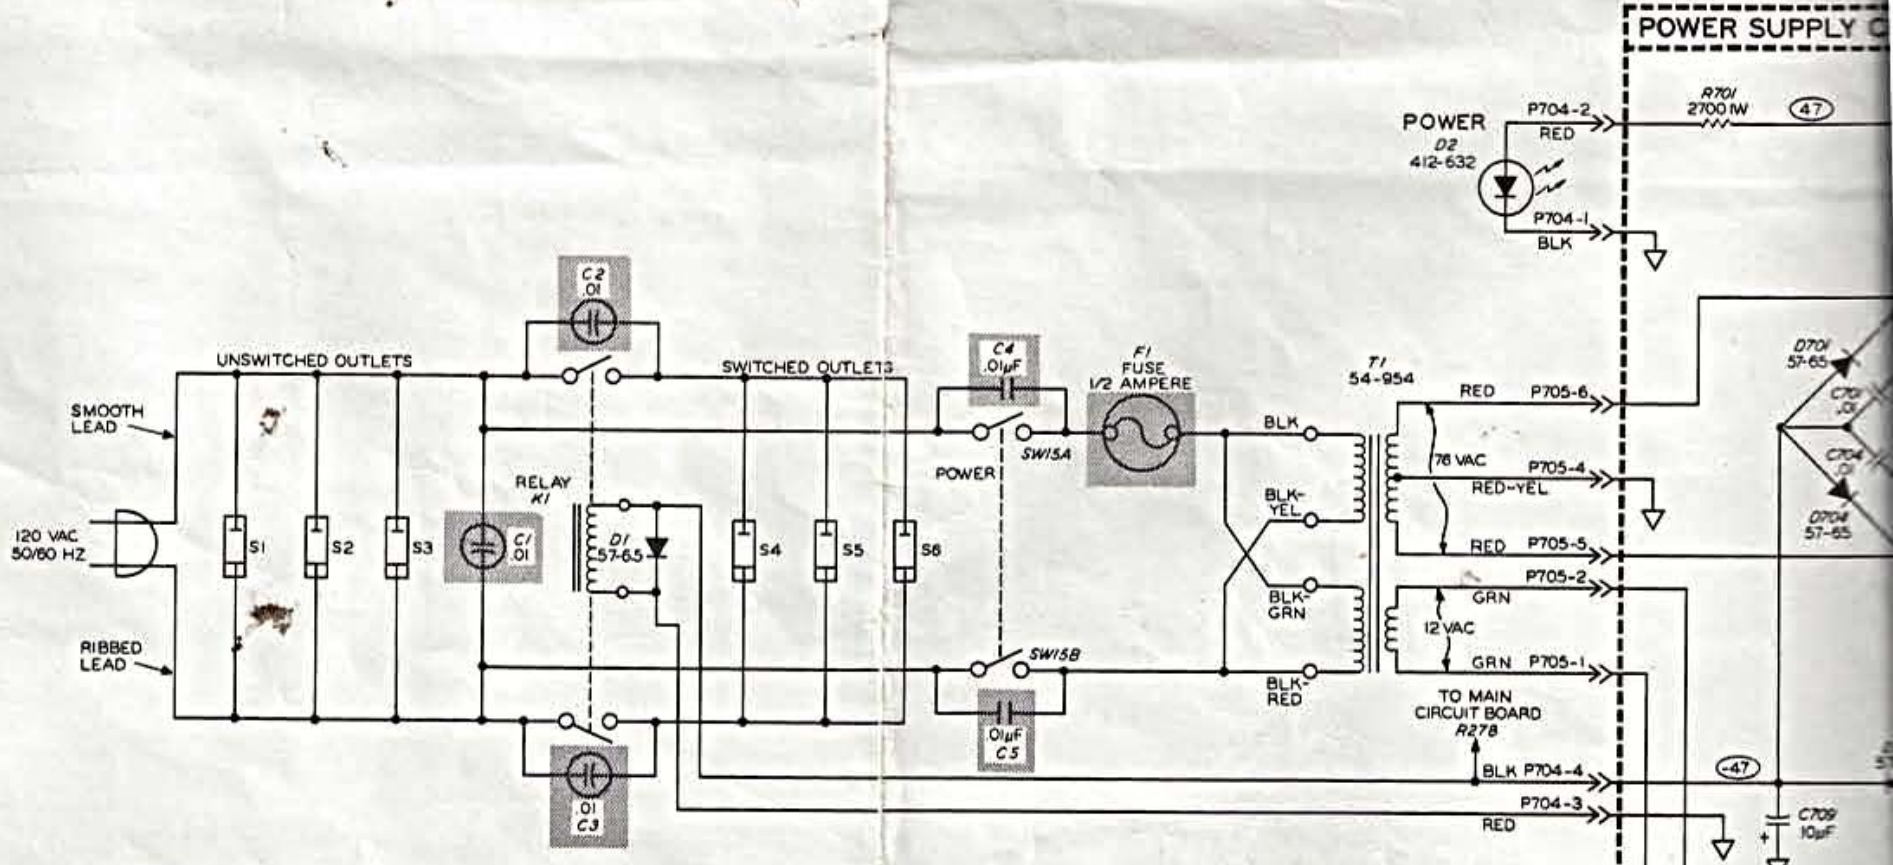 POWER SUPPLY
R701
2700 1W
47
P704-2
RED
POWER
D2
412-632
P704-1
BLK
C2
.01
UNSWITCHED OUTLETS
SWITCHED OUTLETS
C4
.01µF
F1
FUSE
1/2 AMPERE
T1
54-954
D701
57-65
C701
.01
RED P705-6
SMOOTH
LEAD
BLK
SW15A
POWER
76 VAC
P705-4
RED-YEL
C704
.01
D704
57-65
RELAY
K1
BLK-
YEL
120 VAC
50/60 HZ
S1
S2
S3
C1
.01
D1
57-65
S4
S5
S6
RED P705-5
P705-2
GRN
BLK-
GRN
12 VAC
RIBBED
LEAD
SW15B
GRN P705-1
BLK-
RED
TO MAIN
CIRCUIT BOARD
R278
.01µF
C5
BLK P704-4
-47
.01
C3
P704-3
RED
C709
10µF
+